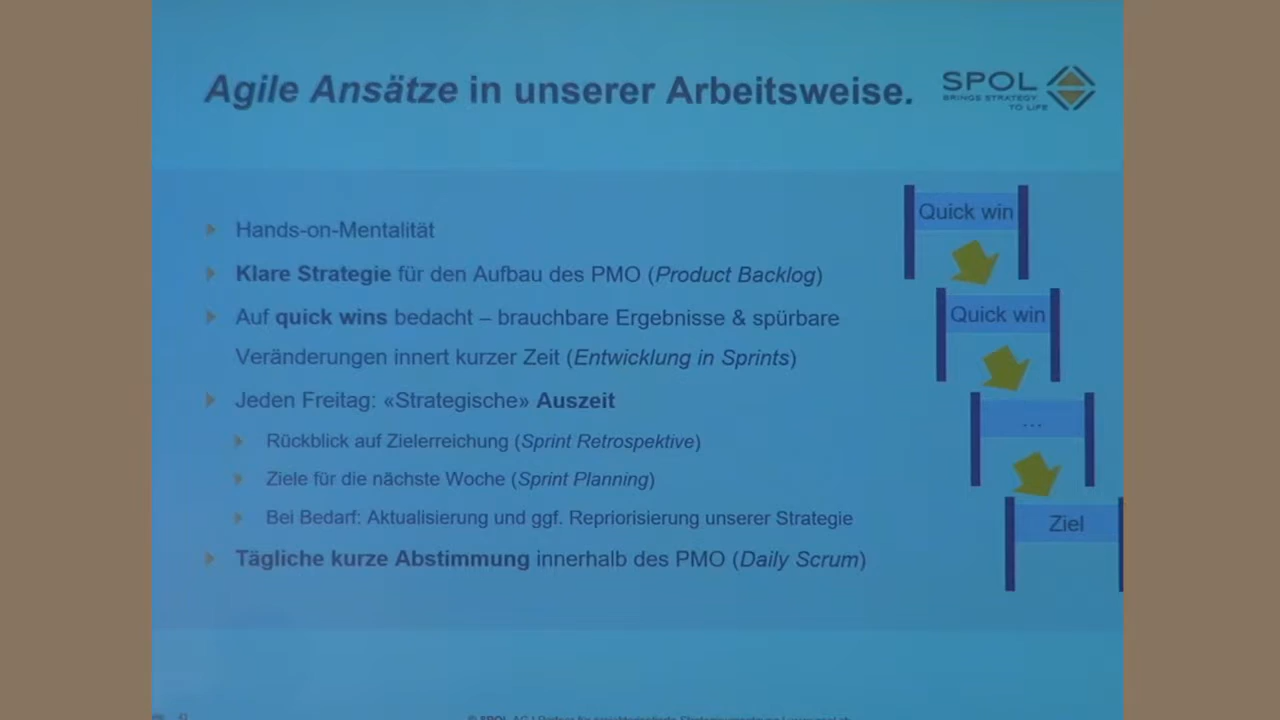 Agile Ansätze in unserer Arbeitsweise.
SPOL
BRINGS STRATEGY
TO LIFE
Hands-on-Mentalität
Klare Strategie für den Aufbau des PMO (Product Backlog)
Auf quick wins bedacht – brauchbare Ergebnisse & spürbare
Veränderungen innert kurzer Zeit (Entwicklung in Sprints)
Jeden Freitag: «Strategische» Auszeit
Rückblick auf Zielerreichung (Sprint Retrospektive)
Ziele für die nächste Woche (Sprint Planning)
Bei Bedarf: Aktualisierung und ggf. Repriorisierung unserer Strategie
Tägliche kurze Abstimmung innerhalb des PMO (Daily Scrum)
Quick win
Quick win
...
Ziel